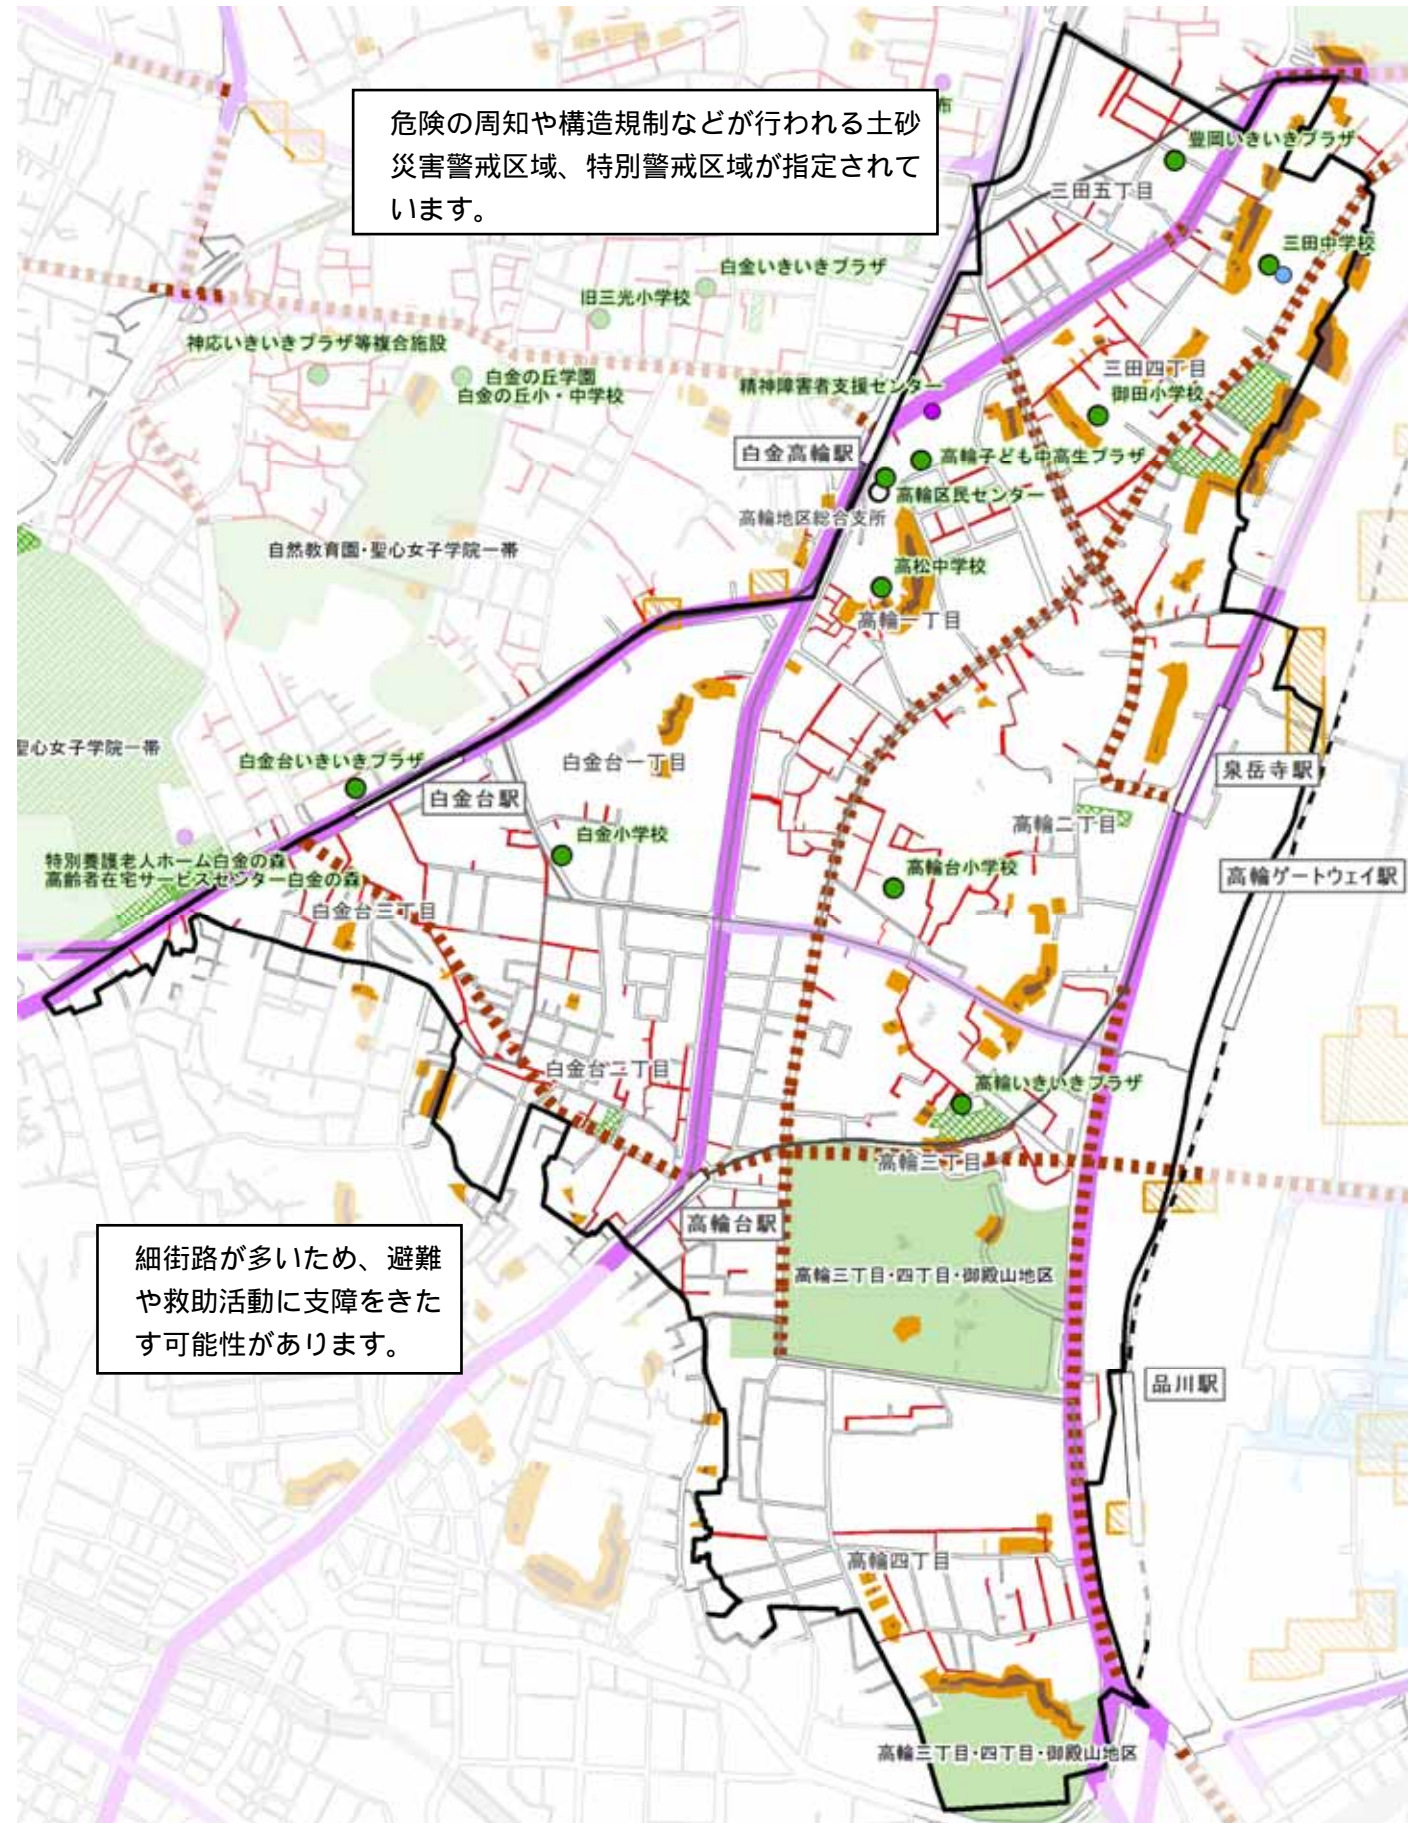 危険の周知や構造規制などが行われる土砂
災害警戒区域、特別警戒区域が指定されて
います。
布
豊岡いきいきプラザ
三田五丁目
三田中学校
白金いきいきプラザ
旧三光小学校
神応いきいきプラザ等複合施設
白金の丘学園
白金の丘小・中学校
精神障害者支援センター
三田四丁目
御田小学校
白金高輪駅
高輪子ども中高生プラザ
高輪区民センター
高輪地区総合支所
自然教育園・聖心女子学院一帯
高松中学校
高輪一丁目
聖心女子学院一帯
白金台いきいきプラザ
白金台一丁目
泉岳寺駅
白金台駅
白金小学校
高輪二丁目
特別養護老人ホーム白金の森
高齢者在宅サービスセンター白金の森
高輪台小学校
高輪ゲートウェイ駅
白金台三丁目
白金台二丁目
高輪いきいきプラザ
高輪三丁目
高輪台駅
細街路が多いため、避難
や救助活動に支障をきた
す可能性があります。
高輪三丁目・四丁目・御殿山地区
品川駅
高輪四丁目
高輪三丁目・四丁目・御殿山地区